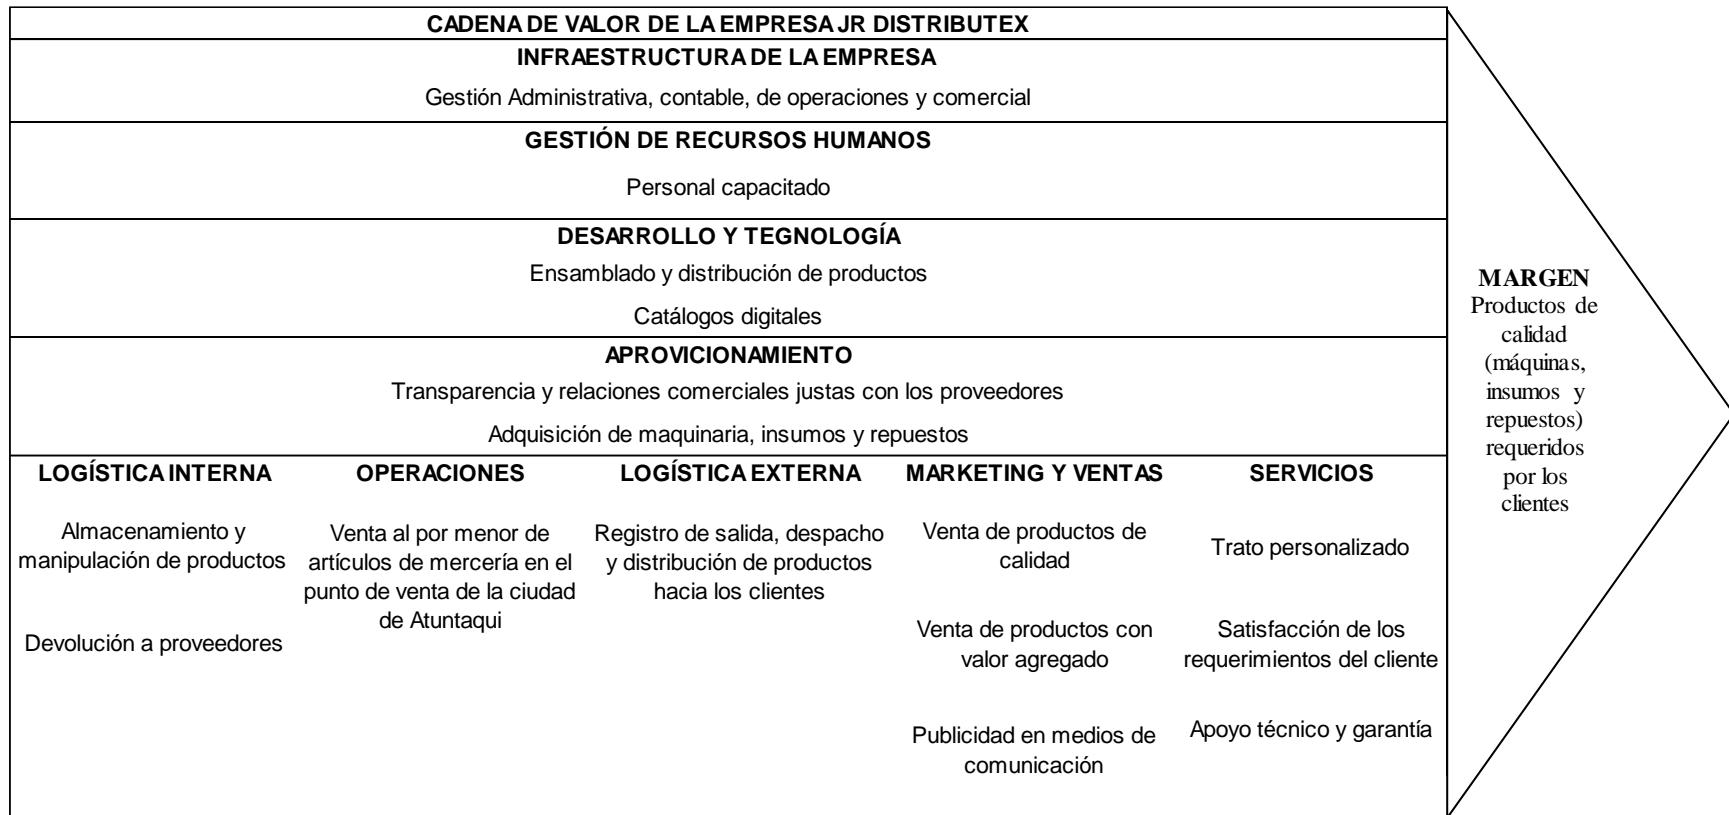 CADENA DE VALOR DE LA EMPRESA JR DISTRIBUTEX
INFRAESTRUCTURA DE LA EMPRESA
Gestión Administrativa, contable, de operaciones y comercial
GESTIÓN DE RECURSOS HUMANOS
Personal capacitado
DESARROLLO Y TEGNOLOGÍA
Ensamblado y distribución de productos
Catálogos digitales
APROVICIONAMIENTO
Transparencia y relaciones comerciales justas con los proveedores
Adquisición de maquinaria, insumos y repuestos
LOGÍSTICA INTERNA
Almacenamiento y
manipulación de productos
Devolución a proveedores
OPERACIONES
Venta al por menor de
artículos de mercería en el
punto de venta de la ciudad
de Atuntaqui
LOGÍSTICA EXTERNA
Registro de salida, despacho
y distribución de productos
hacia los clientes
MARKETING Y VENTAS
Venta de productos de
calidad
Venta de productos con
valor agregado
Publicidad en medios de
comunicación
SERVICIOS
Trato personalizado
Satisfacción de los
requerimientos del cliente
Apoyo técnico y garantía
MARGEN
Productos de
calidad
(máquinas,
insumos y
repuestos)
requeridos
por los
clientes